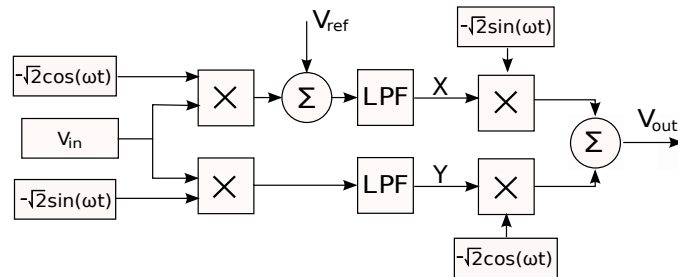 V_ref
-√2sin(ωt)
-√2cos(ωt)
×
Σ
LPF
X
×
V_in
Σ
V_out
×
LPF
Y
×
-√2sin(ωt)
-√2cos(ωt)